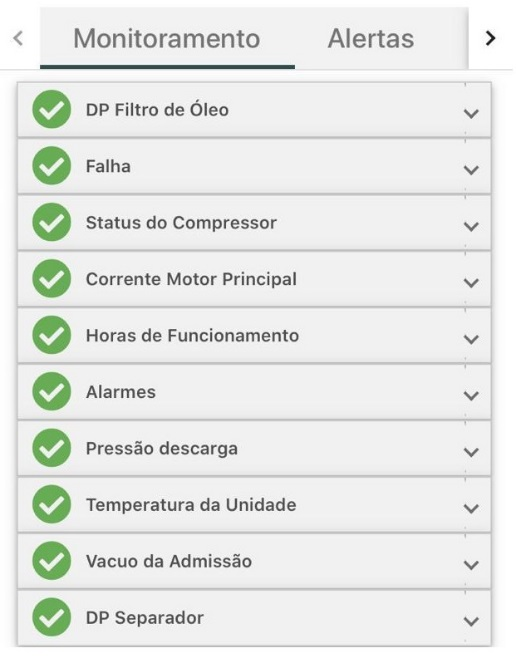 Monitoramento Alertas
DP Filtro de Óleo
Falha
Status do Compressor
Corrente Motor Principal
Horas de Funcionamento
Alarmes
Pressão descarga
Temperatura da Unidade
Vacuo da Admissão
DP Separador